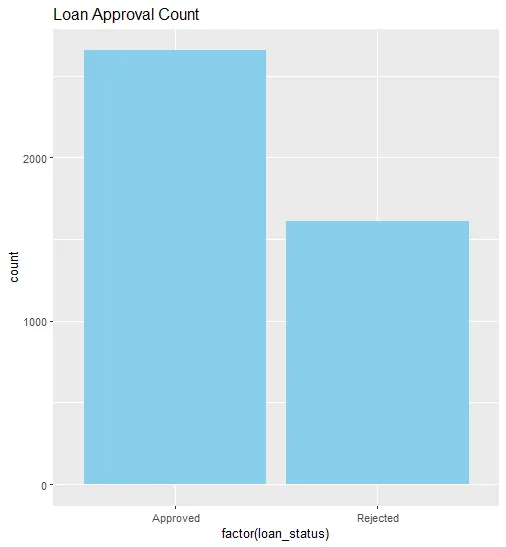 Loan Approval Count
2000
1000
0
count
Approved
Rejected
factor(loan_status)